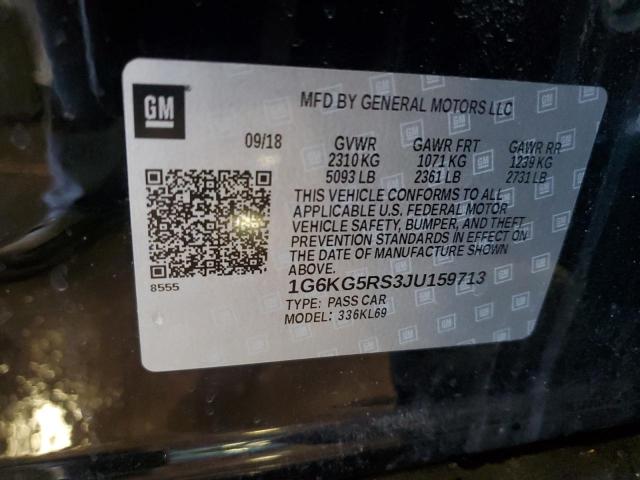 GM
MFD BY GENERAL MOTORS LLC
09/18 GVWR GAWR FRT GAWR RR
2310 KG 1071 KG 1239 KG
5093 LB 2361 LB 2731 LB
THIS VEHICLE CONFORMS TO ALL
APPLICABLE U.S. FEDERAL MOTOR
VEHICLE SAFETY, BUMPER, AND THEFT
PREVENTION STANDARDS IN EFFECT ON
THE DATE OF MANUFACTURE SHOWN
ABOVE.
8555
1G6KG5RS3JU159713
TYPE: PASS CAR
MODEL: 336KL69